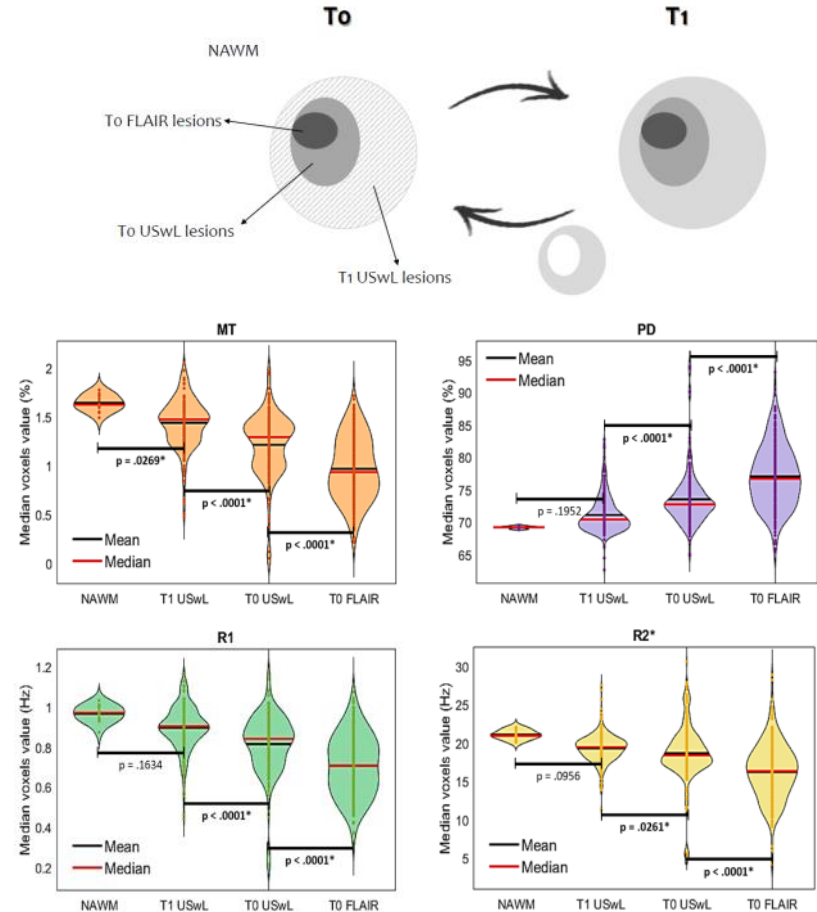 T0 T1
NAWM
T0 FLAIR lesions
T0 USwL lesions
T1 USwL lesions
MT
Median voxels value (%)
2
1.5
1
0.5
0
p = .0269*
p < .0001*
p < .0001*
Mean
Median
NAWM T1 USwL T0 USwL T0 FLAIR
PD
Median voxels value (%)
95
90
85
80
75
70
65
Mean
Median
p < .0001*
p < .0001*
p = .1952
NAWM T1 USwL T0 USwL T0 FLAIR
R1
Median voxels value (Hz)
1.2
1
0.8
0.6
0.4
0.2
p = .1634
p < .0001*
p < .0001*
Mean
Median
NAWM T1 USwL T0 USwL T0 FLAIR
R2*
Median voxels value (Hz)
30
25
20
15
10
5
p = .0956
p = .0261*
p < .0001*
Mean
Median
NAWM T1 USwL T0 USwL T0 FLAIR